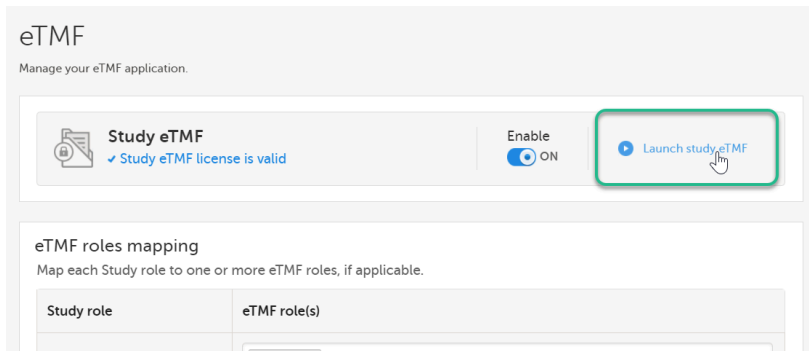 eTMF
Manage your eTMF application.
Study eTMF
✓ Study eTMF license is valid
Enable
ON
Launch study eTMF
eTMF roles mapping
Map each Study role to one or more eTMF roles, if applicable.
Study role eTMF role(s)